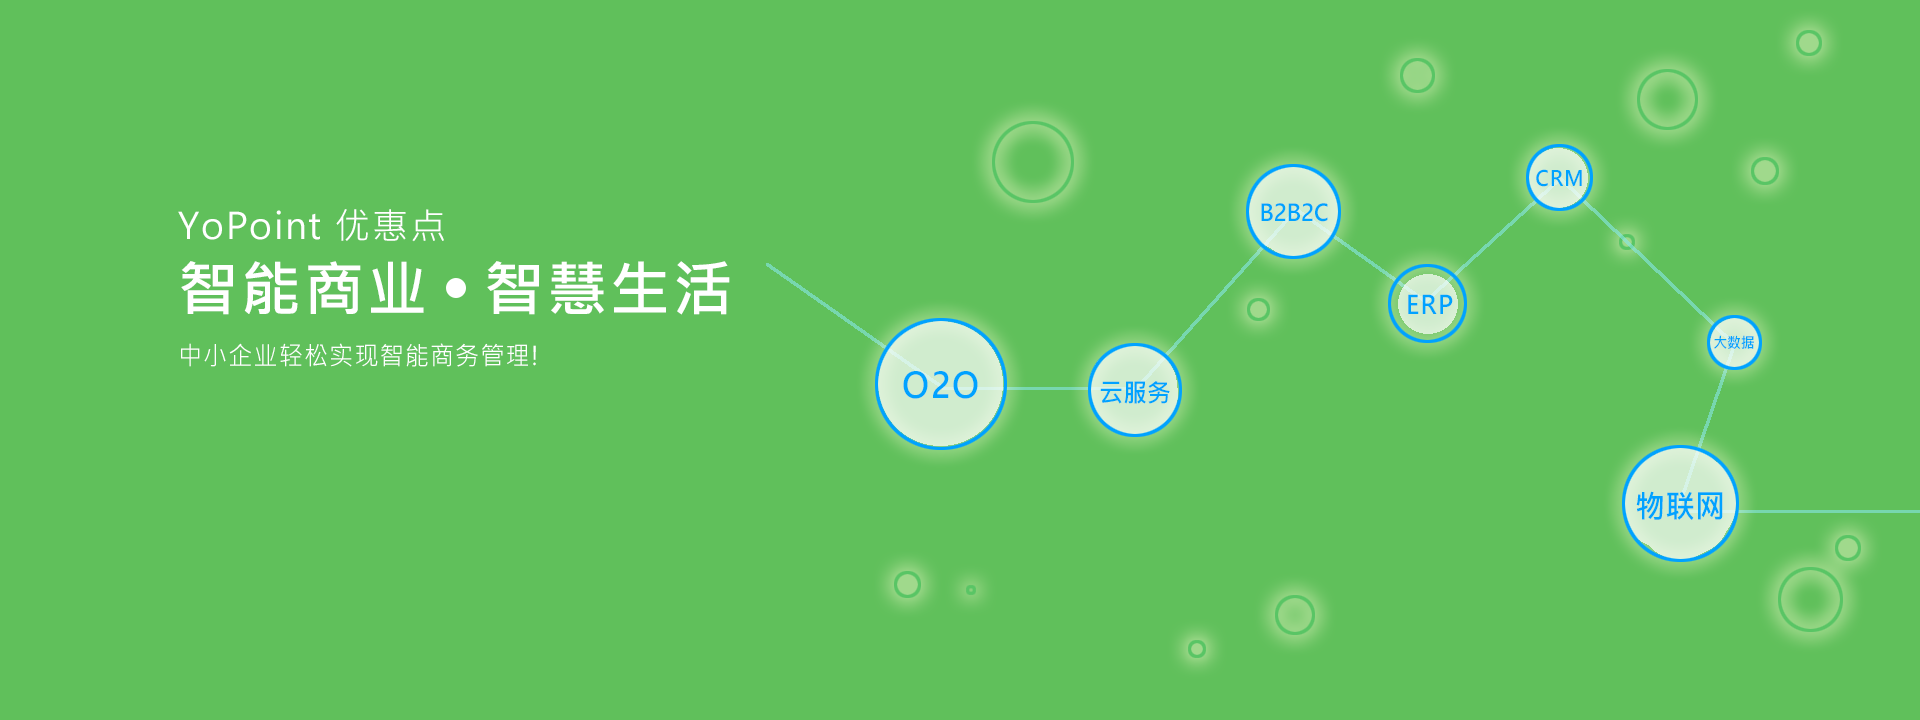 YoPoint 优惠点
智能商业•智慧生活
中小企业轻松实现智能商务管理!
O2O
云服务
B2B2C
ERP
CRM
大数据
物联网